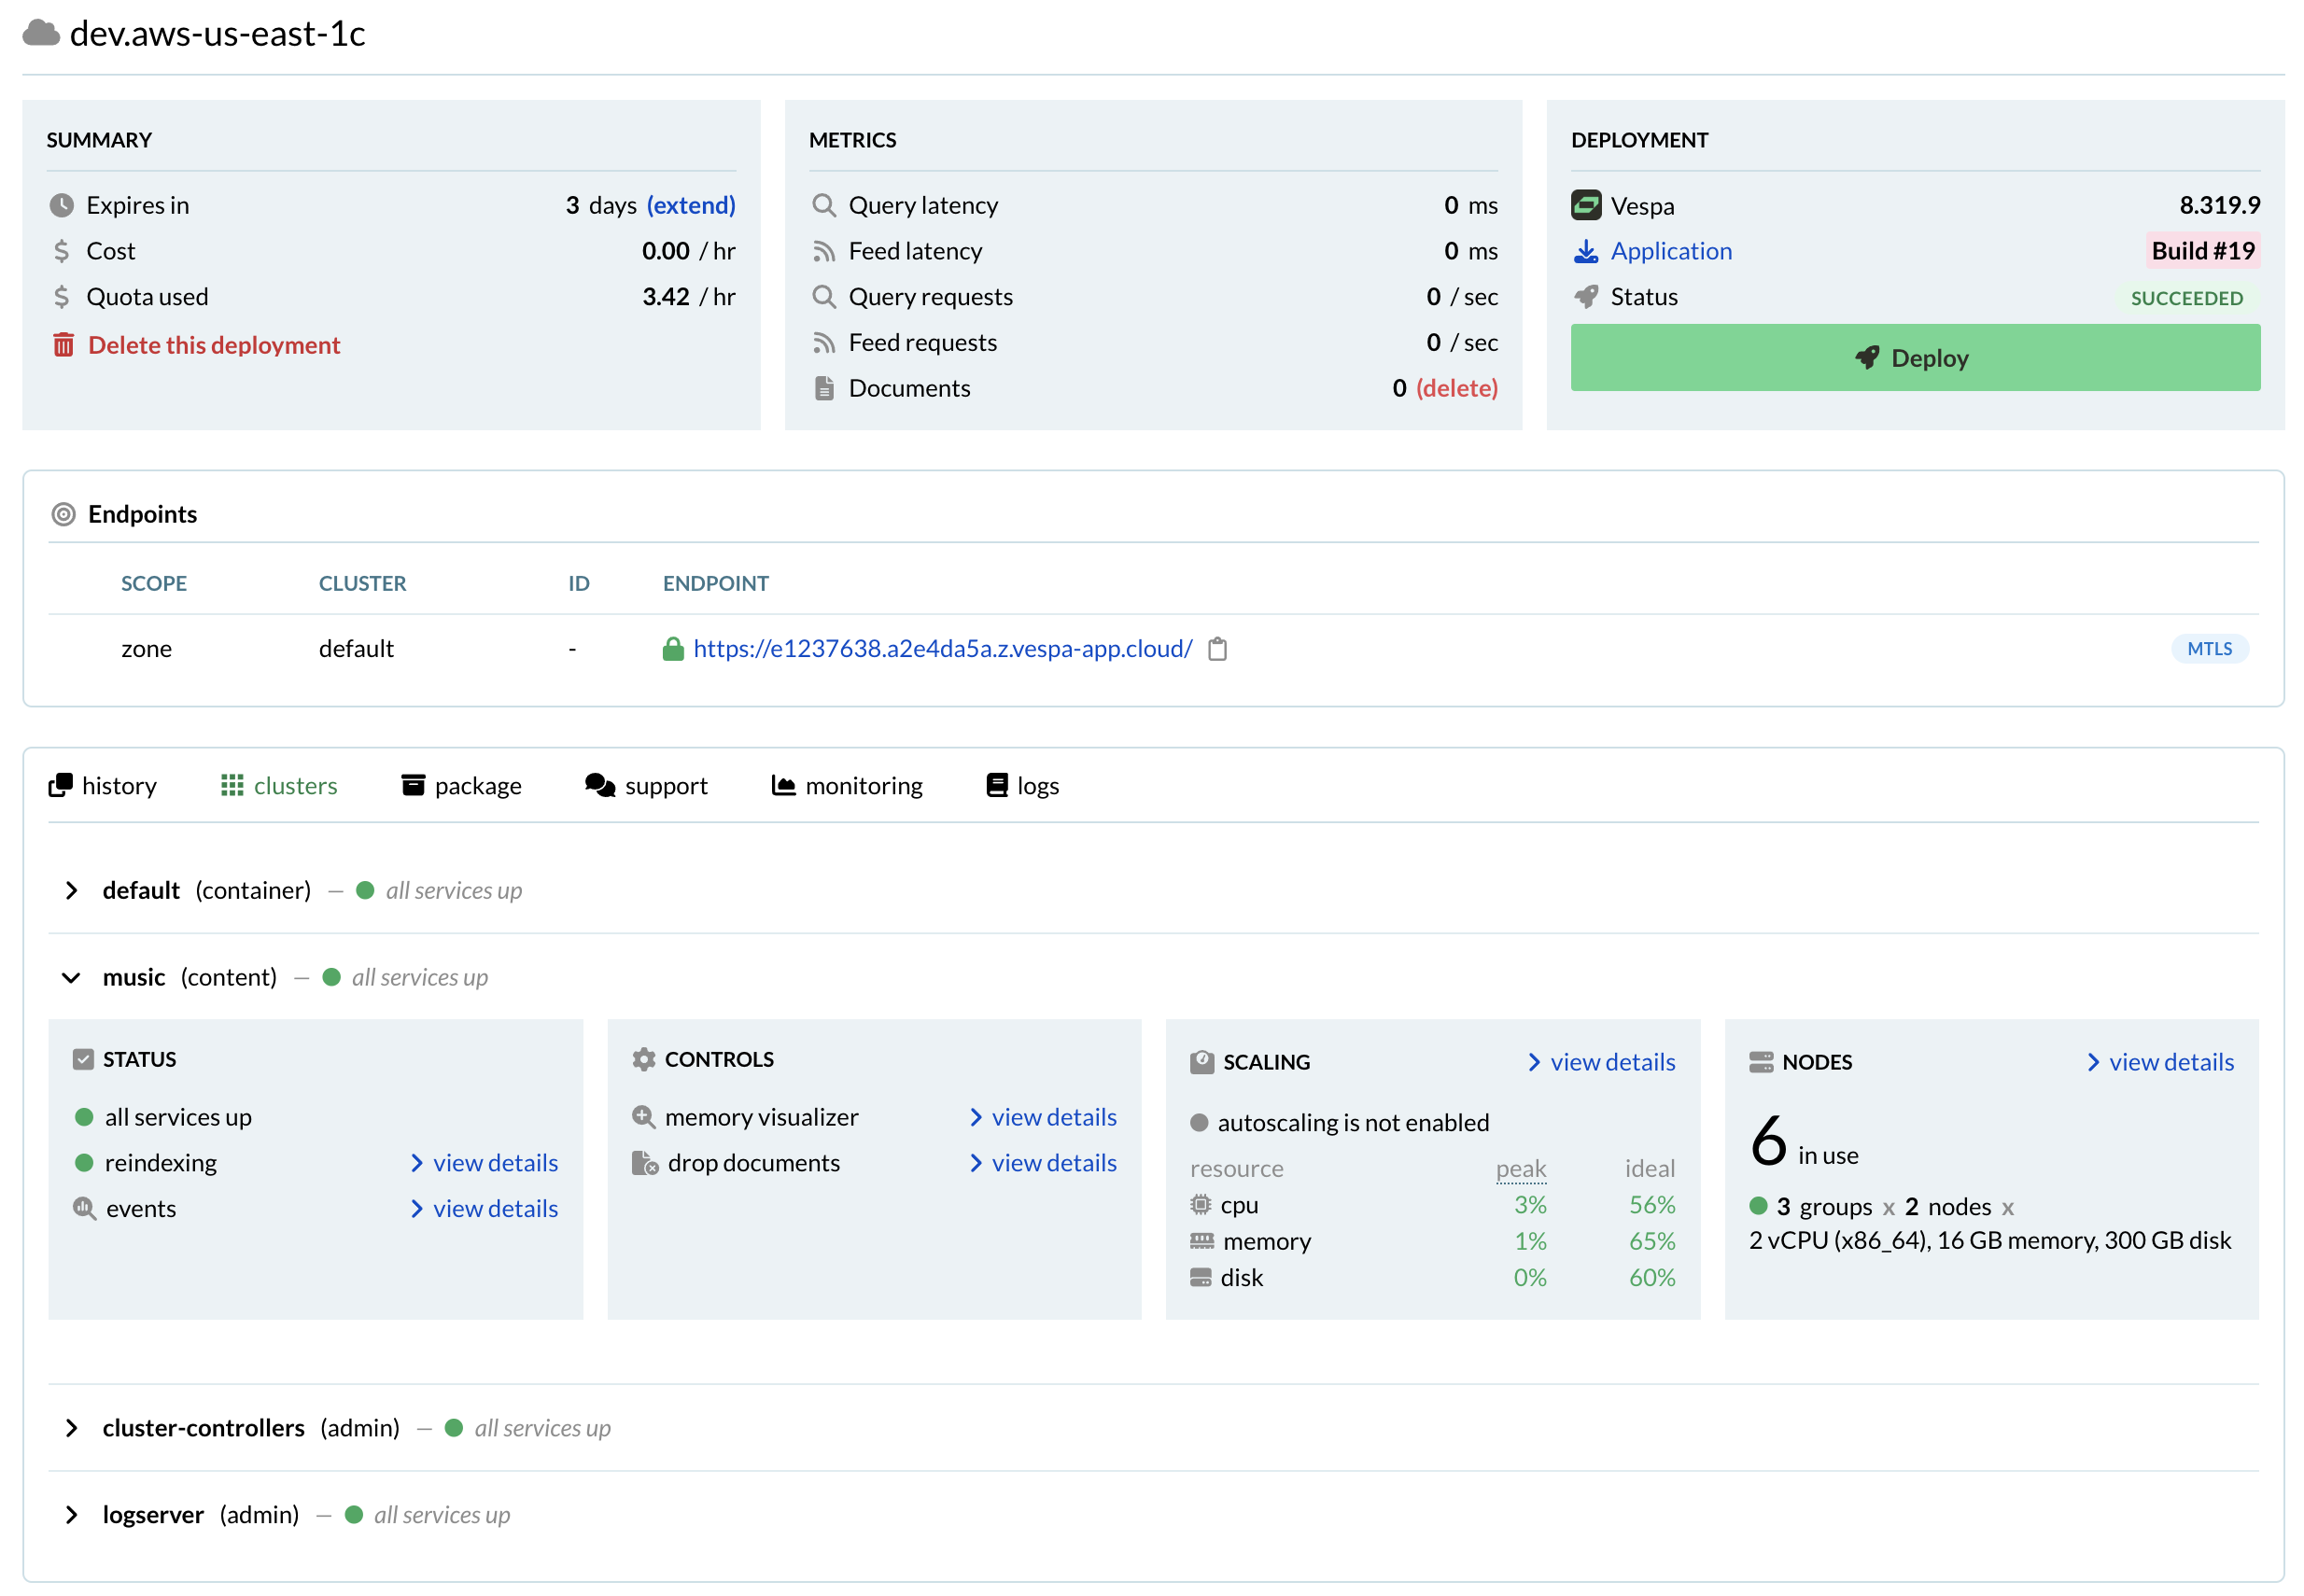 dev.aws-us-east-1c
SUMMARY
Expires in 3 days (extend)
Cost 0.00 / hr
Quota used 3.42 / hr
Delete this deployment
METRICS
Query latency 0 ms
Feed latency 0 ms
Query requests 0 / sec
Feed requests 0 / sec
Documents 0 (delete)
DEPLOYMENT
Vespa 8.319.9
Application Build #19
Status SUCCEEDED
Deploy
Endpoints
SCOPE CLUSTER ID ENDPOINT
zone default - https://e1237638.a2e4da5a.z.vespa-app.cloud/ MTLS
history clusters package support monitoring logs
default (container) – all services up
music (content) – all services up
STATUS
all services up
reindexing view details
events view details
CONTROLS
memory visualizer view details
drop documents view details
SCALING view details
autoscaling is not enabled
resource peak ideal
cpu 3% 56%
memory 1% 65%
disk 0% 60%
NODES view details
6 in use
3 groups x 2 nodes x
2 vCPU (x86_64), 16 GB memory, 300 GB disk
cluster-controllers (admin) – all services up
logserver (admin) – all services up